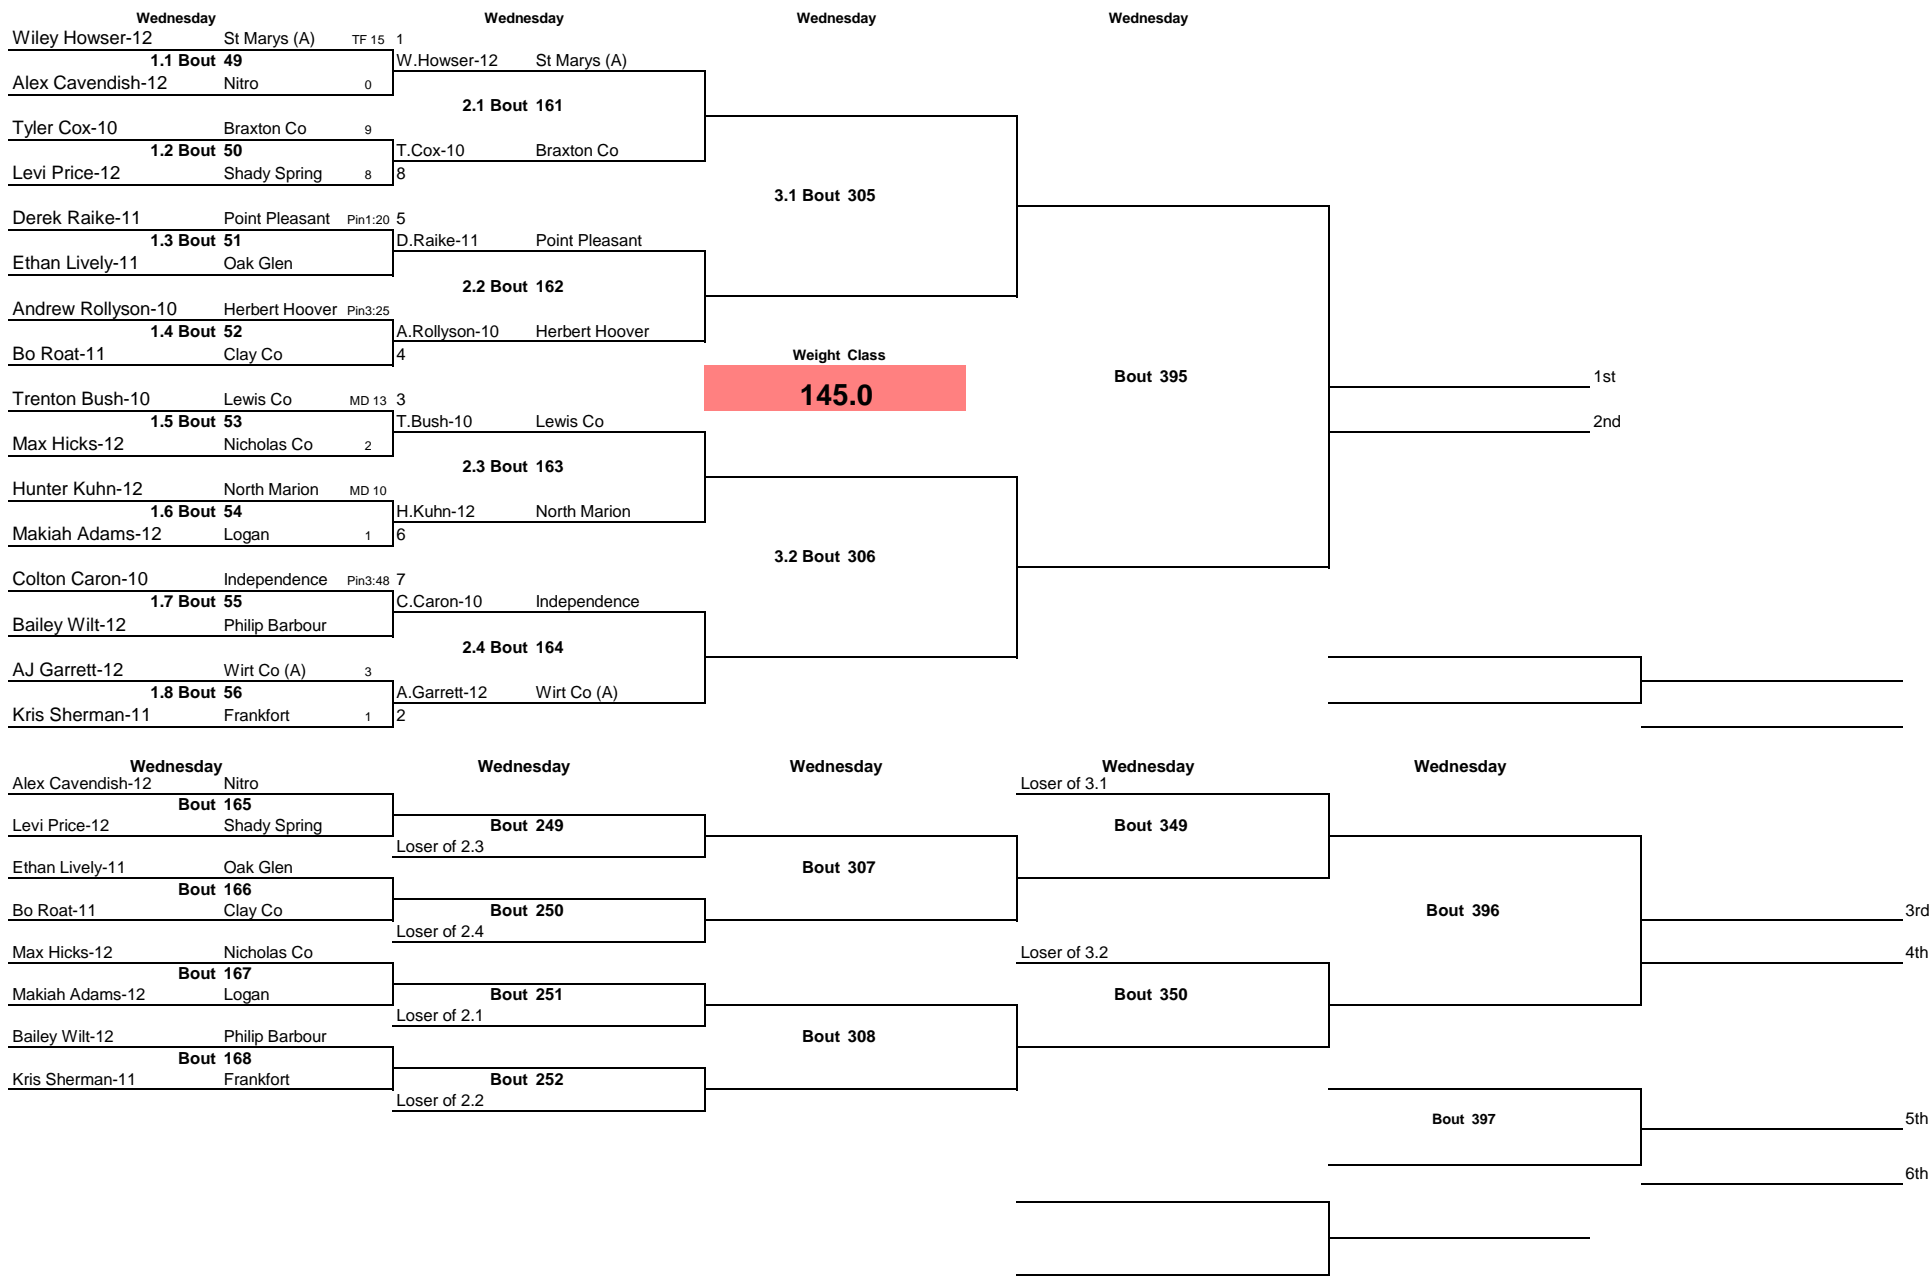 Wednesday Wednesday Wednesday Wednesday
Wiley Howser-12 St Marys (A) TF 15 1
1.1 Bout 49 W.Howser-12 St Marys (A)
Alex Cavendish-12 Nitro 0
2.1 Bout 161
Tyler Cox-10 Braxton Co 9
1.2 Bout 50 T.Cox-10 Braxton Co
Levi Price-12 Shady Spring 8 8
3.1 Bout 305
Derek Raike-11 Point Pleasant Pin1:20 5
1.3 Bout 51 D.Raike-11 Point Pleasant
Ethan Lively-11 Oak Glen
2.2 Bout 162
Andrew Rollyson-10 Herbert Hoover Pin3:25
1.4 Bout 52 A.Rollyson-10 Herbert Hoover
Bo Roat-11 Clay Co 4 Weight Class
Bout 395 1st
145.0
Trenton Bush-10 Lewis Co MD 13 3
1.5 Bout 53 T.Bush-10 Lewis Co 2nd
Max Hicks-12 Nicholas Co 2
2.3 Bout 163
Hunter Kuhn-12 North Marion MD 10
1.6 Bout 54 H.Kuhn-12 North Marion
Makiah Adams-12 Logan 1 6
3.2 Bout 306
Colton Caron-10 Independence Pin3:48 7
1.7 Bout 55 C.Caron-10 Independence
Bailey Wilt-12 Philip Barbour
2.4 Bout 164
AJ Garrett-12 Wirt Co (A) 3
1.8 Bout 56 A.Garrett-12 Wirt Co (A)
Kris Sherman-11 Frankfort 1 2
Wednesday Wednesday Wednesday Wednesday Wednesday
Alex Cavendish-12 Nitro Loser of 3.1
Bout 165
Levi Price-12 Shady Spring Bout 249 Bout 349
Loser of 2.3
Ethan Lively-11 Oak Glen Bout 307
Bout 166
Bo Roat-11 Clay Co Bout 250 Bout 396 3rd
Loser of 2.4
Max Hicks-12 Nicholas Co Loser of 3.2 4th
Bout 167
Makiah Adams-12 Logan Bout 251 Bout 350
Loser of 2.1
Bailey Wilt-12 Philip Barbour Bout 308
Bout 168
Kris Sherman-11 Frankfort Bout 252
Loser of 2.2
Bout 397 5th
6th